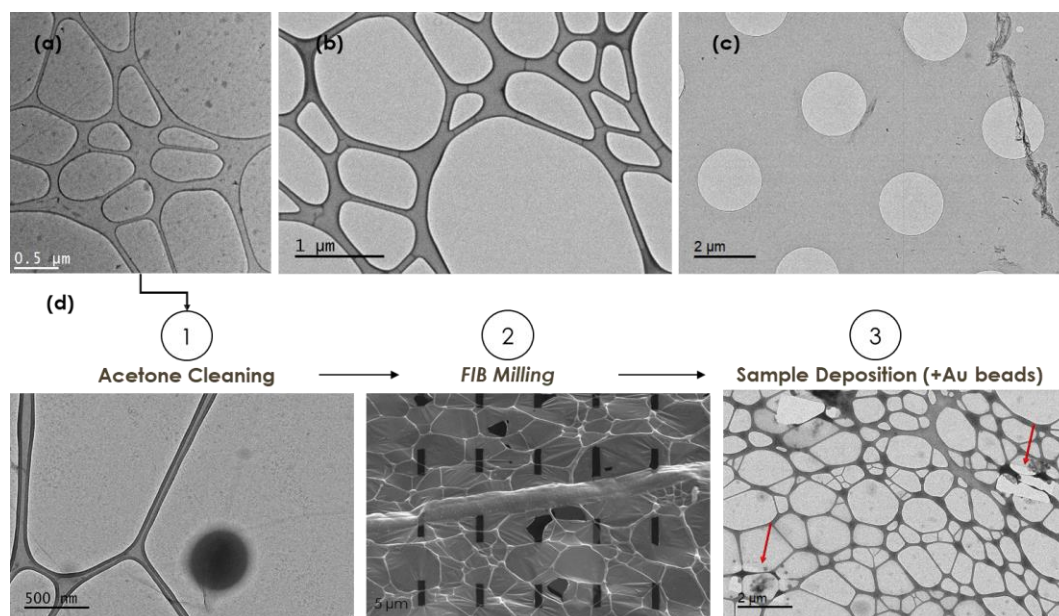 (a)
(b)
(c)
0.5 µm
1 µm
2 µm
(d)
1
2
3
Acetone Cleaning
FIB Milling
Sample Deposition (+Au beads)
500 nm
5 µm
2 µm